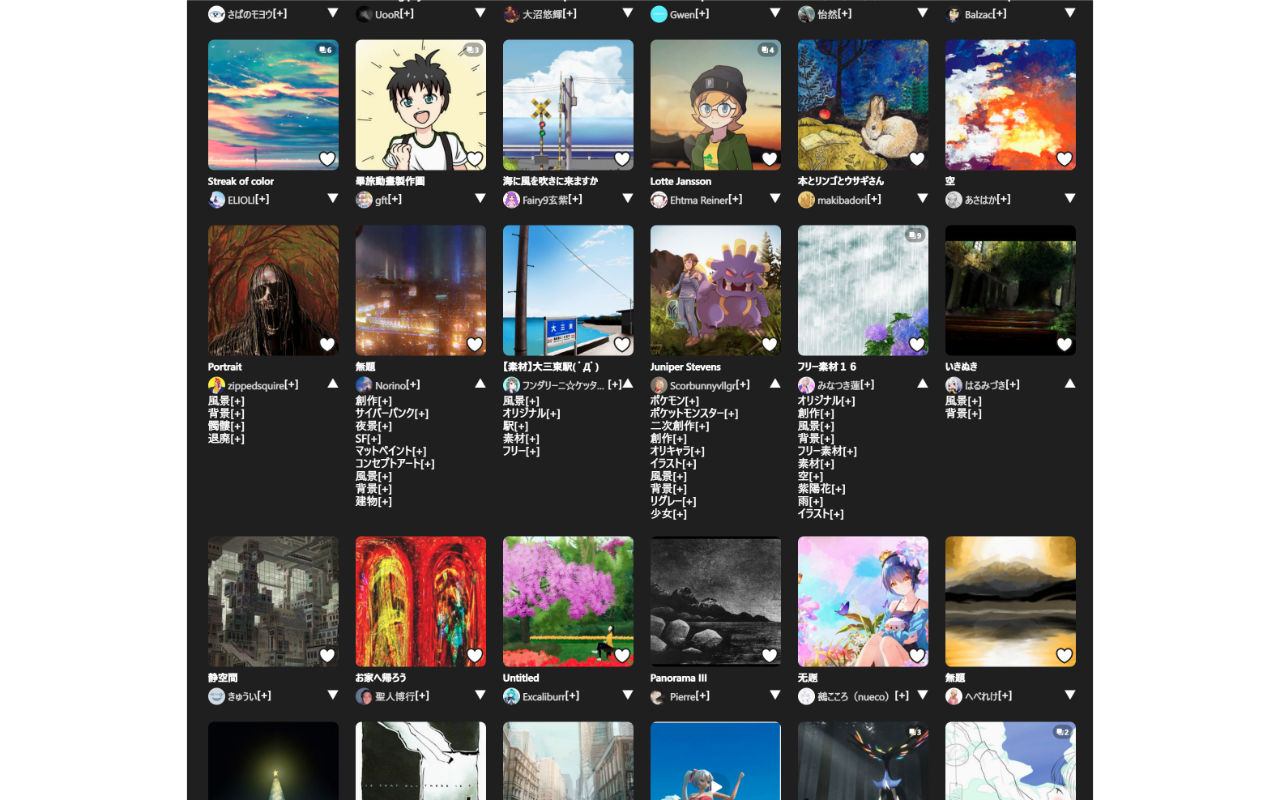 さばのモヨウ[+]
UooR[+]
大沼悠輝[+]
Gwen[+]
怡然[+]
Balzac[+]
6
3
4
Streak of color
畢旅動畫製作圖
海に風を吹きに来ますか
Lotte Jansson
本とリンゴとウサギさん
空
ELIOLI[+]
gft[+]
Fairy9玄紫[+]
Ehtma Reiner[+]
makibadori[+]
あさはか[+]
9
大三東
Portrait
無題
【素材】大三東駅( ﾟДﾟ)
Juniper Stevens
フリー素材１６
いきぬき
zippedsquire[+]
Norino[+]
フンダリーニ☆ケッタ... [+]
Scorbunnyvllgr[+]
みなつき蓮[+]
はるみづき[+]
風景[+]
背景[+]
髑髏[+]
退廃[+]
創作[+]
サイバーパンク[+]
夜景[+]
SF[+]
マットペイント[+]
コンセプトアート[+]
風景[+]
背景[+]
建物[+]
風景[+]
オリジナル[+]
駅[+]
素材[+]
フリー[+]
ポケモン[+]
ポケットモンスター[+]
二次創作[+]
創作[+]
オリキャラ[+]
イラスト[+]
風景[+]
背景[+]
リグレー[+]
少女[+]
オリジナル[+]
創作[+]
風景[+]
背景[+]
フリー素材[+]
素材[+]
空[+]
紫陽花[+]
雨[+]
イラスト[+]
風景[+]
背景[+]
静空間
お家へ帰ろう
Untitled
Panorama III
无题
無題
きゅうい[+]
聖人博行[+]
Excaliburr[+]
Pierre[+]
鵺こころ（nueco）[+]
へべれけ[+]
3
2